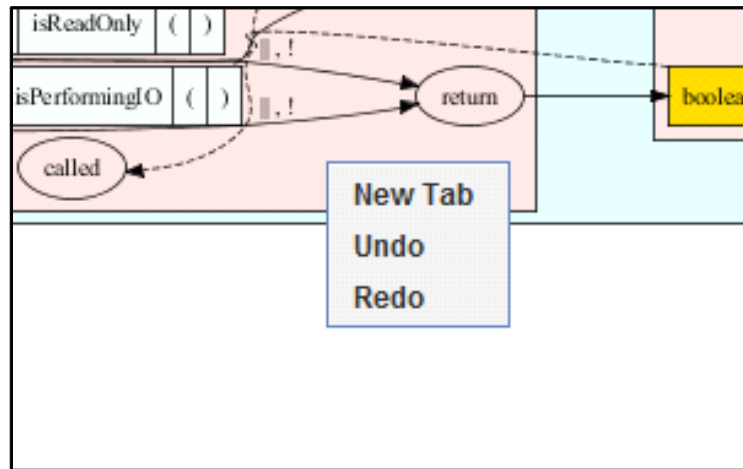 isReadOnly ( )
||, !
isPerformingIO ( )
return
||, !
called
New Tab
Undo
Redo